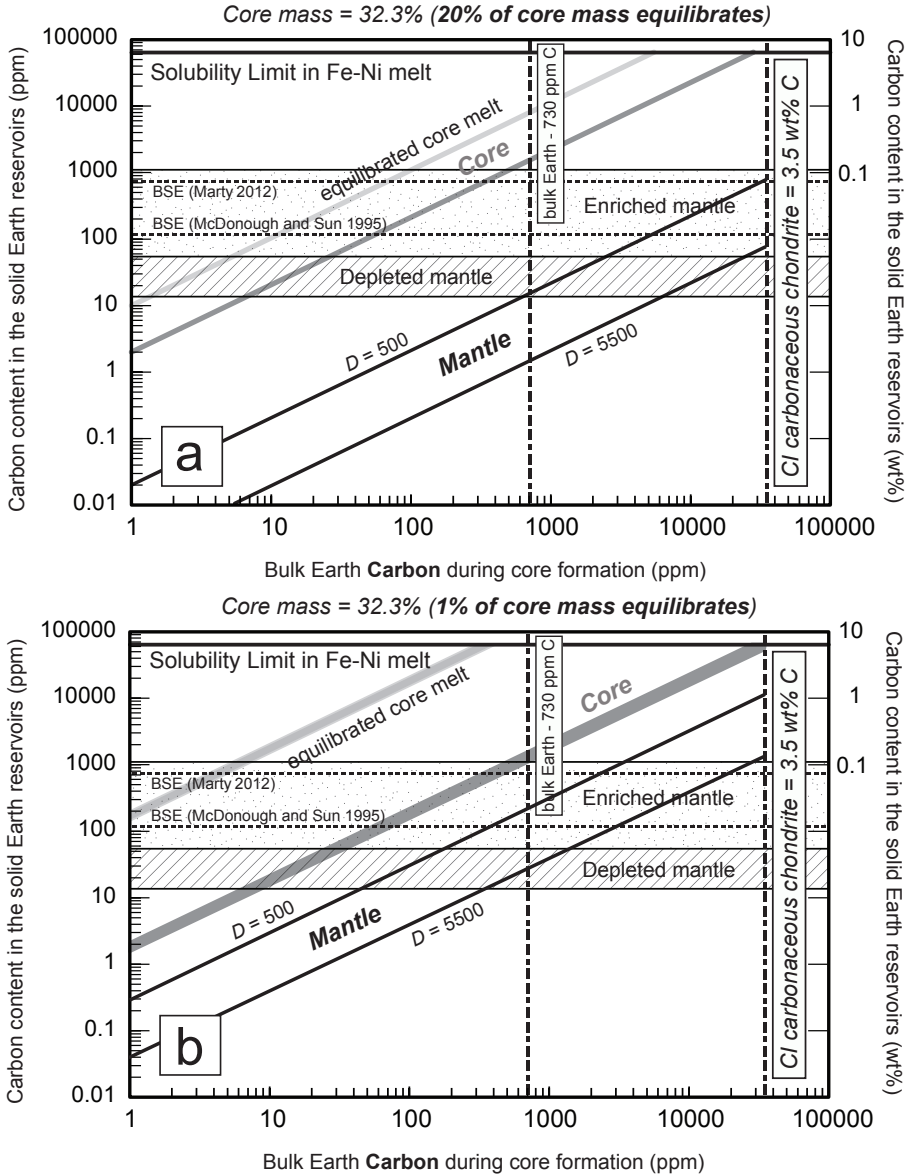 Core mass = 32.3% (20% of core mass equilibrates)
Carbon content in the solid Earth reservoirs (ppm)
100000
10000
1000
100
10
1
0.1
0.01
Solubility Limit in Fe-Ni melt
equilibrated core melt
Core
bulk Earth - 730 ppm C
BSE (Marty 2012)
BSE (McDonough and Sun 1995)
Enriched mantle
Depleted mantle
D = 500
Mantle
D = 5500
CI carbonaceous chondrite = 3.5 wt% C
a
10
1
0.1
Carbon content in the solid Earth reservoirs (wt%)
1
10
100
1000
10000
100000
Bulk Earth Carbon during core formation (ppm)
Core mass = 32.3% (1% of core mass equilibrates)
Carbon content in the solid Earth reservoirs (ppm)
100000
10000
1000
100
10
1
0.1
0.01
Solubility Limit in Fe-Ni melt
equilibrated core melt
Core
bulk Earth - 730 ppm C
BSE (Marty 2012)
BSE (McDonough and Sun 1995)
Enriched mantle
Depleted mantle
D = 500
Mantle
D = 5500
CI carbonaceous chondrite = 3.5 wt% C
b
10
1
0.1
Carbon content in the solid Earth reservoirs (wt%)
1
10
100
1000
10000
100000
Bulk Earth Carbon during core formation (ppm)